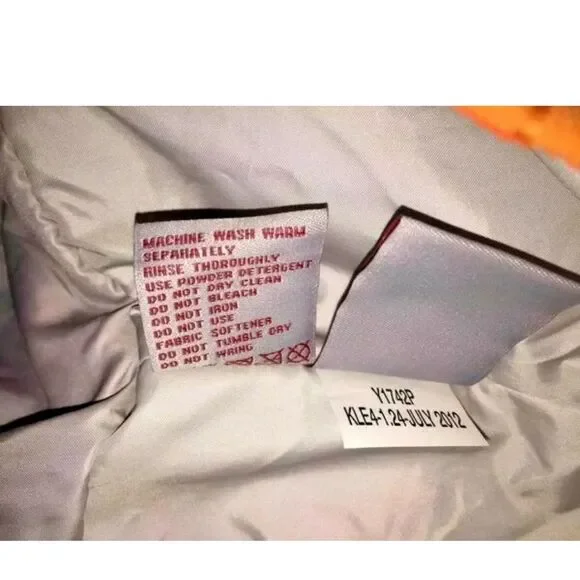 MACHINE WASH WARM
SEPARATELY
RINSE THOROUGHLY
USE POWDER DETERGENT
DO NOT DRY CLEAN
DO NOT BLEACH
DO NOT IRON
DO NOT USE
FABRIC SOFTENER
DO NOT TUMBLE DRY
DO NOT WRING
Y1742P
KLE4-1.24-JULY 2012